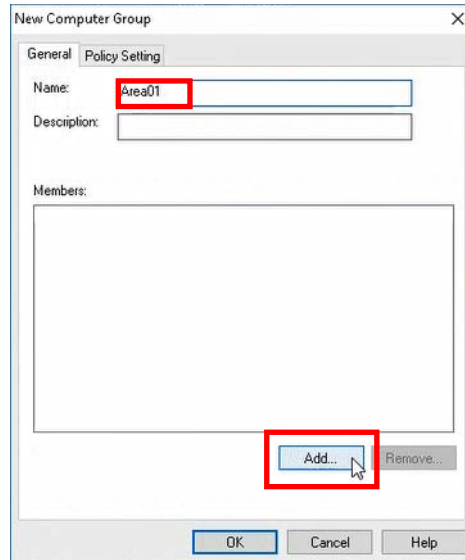 New Computer Group
General Policy Setting
Name: Area01
Description:
Members:
Add... Remove...
OK Cancel Help